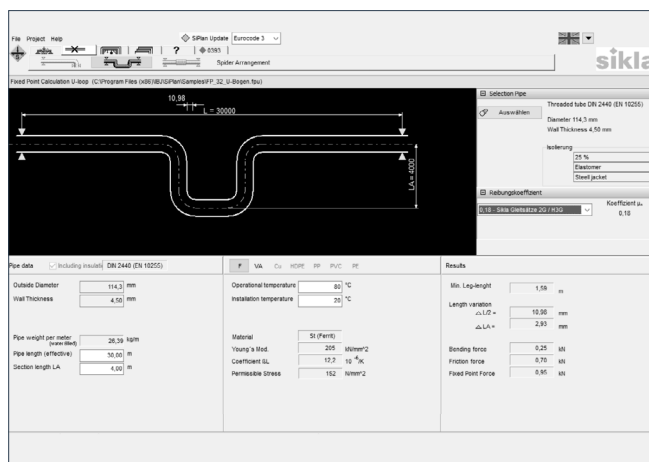 File Project Help
SiPlan Update Eurocode 3
? 0393
Spider Arrangement
sikla
Fixed Point Calculation U-loop (C:\Program Files (x86)\BJ\SiPlan\Samples\FP_32_U-Bogen.fpu)
10,98
L = 30000
LA = 4000
Selection Pipe
Auswählen
Threaded tube DIN 2440 (EN 10255)
Diameter 114,3 mm
Wall Thickness 4,50 mm
Isolierung
25 %
Elastomer
Steell jacket
Reibungskoeffizient
0,18 - Sikla Gleitsätze 2G / H3G
Koeffizient µ₀
0,18
Pipe data Including insulati DIN 2440 (EN 10255)
Outside Diameter 114,3 mm
Wall Thickness 4,50 mm
Pipe weight per meter 26,39 kg/m
(water filled)
Pipe length (effective) 30,00 m
Section length LA 4,00 m
F VA Cu HDPE PP PVC PE
Operational temperature 80 °C
Installation temperature 20 °C
Material St (Ferrit)
Young´s Mod. 205 kN/mm^2
Coefficient GL 12,2 10 -6/K
Permissible Stress 152 N/mm^2
Results
Min. Leg-lenght 1,59 m
Length variation
△ L/2 = 10,98 mm
△ LA = 2,93 mm
Bending force 0,25 kN
Friction force 0,70 kN
Fixed Point Force 0,95 kN